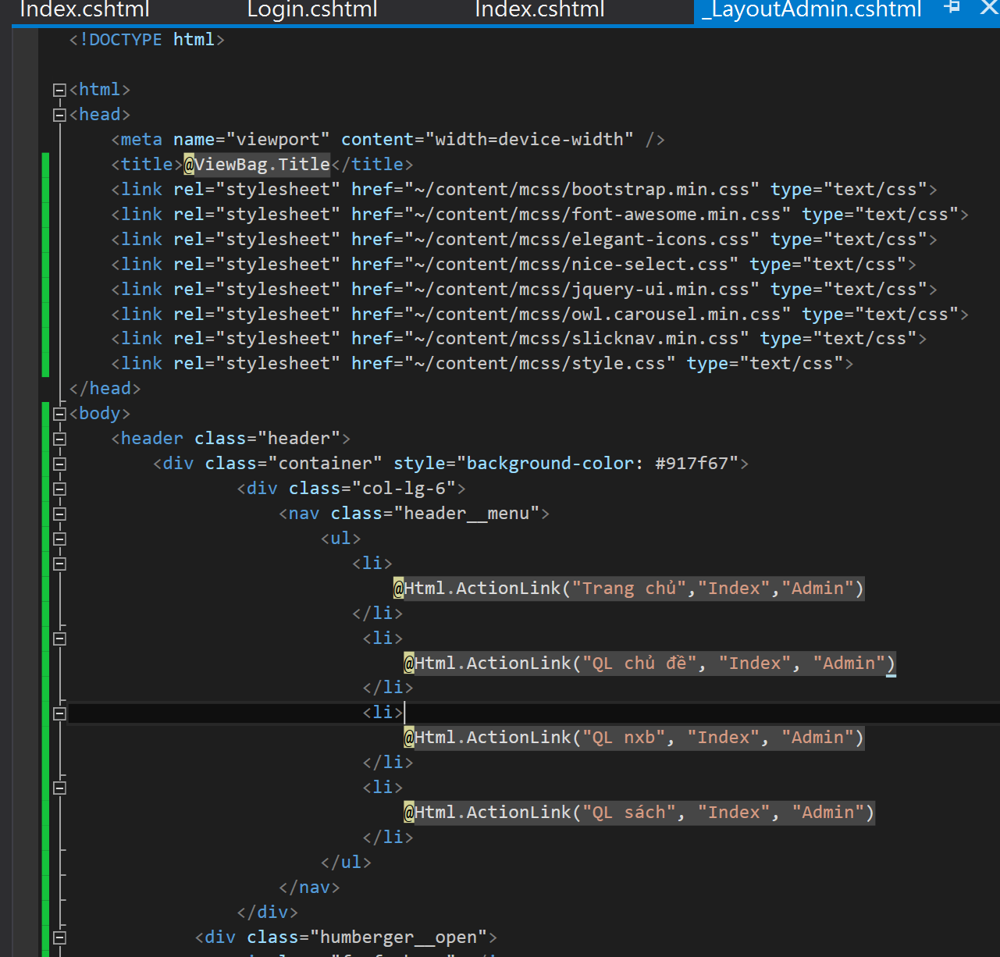 Index.cshtml Login.cshtml Index.cshtml _LayoutAdmin.cshtml
<!DOCTYPE html>
<html>
<head>
<meta name="viewport" content="width=device-width" />
<title>@ViewBag.Title</title>
<link rel="stylesheet" href="~/content/mcss/bootstrap.min.css" type="text/css">
<link rel="stylesheet" href="~/content/mcss/font-awesome.min.css" type="text/css">
<link rel="stylesheet" href="~/content/mcss/elegant-icons.css" type="text/css">
<link rel="stylesheet" href="~/content/mcss/nice-select.css" type="text/css">
<link rel="stylesheet" href="~/content/mcss/jquery-ui.min.css" type="text/css">
<link rel="stylesheet" href="~/content/mcss/owl.carousel.min.css" type="text/css">
<link rel="stylesheet" href="~/content/mcss/slicknav.min.css" type="text/css">
<link rel="stylesheet" href="~/content/mcss/style.css" type="text/css">
</head>
<body>
<header class="header">
<div class="container" style="background-color: #917f67">
<div class="col-lg-6">
<nav class="header__menu">
<ul>
<li>
@Html.ActionLink("Trang chủ","Index","Admin")
</li>
<li>
@Html.ActionLink("QL chủ đề", "Index", "Admin")
</li>
<li>
@Html.ActionLink("QL nxb", "Index", "Admin")
</li>
<li>
@Html.ActionLink("QL sách", "Index", "Admin")
</li>
</ul>
</nav>
</div>
<div class="humberger__open">